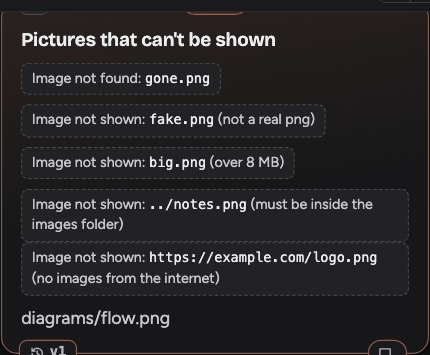 Pictures that can't be shown
Image not found: gone.png
Image not shown: fake.png (not a real png)
Image not shown: big.png (over 8 MB)
Image not shown: ../notes.png (must be inside the
images folder)
Image not shown: https://example.com/logo.png
(no images from the internet)
diagrams/flow.png
v1